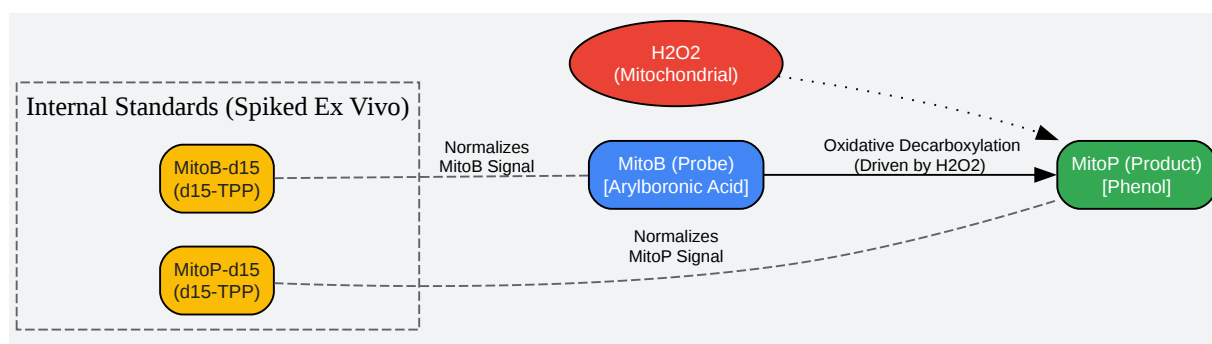 H2O2
(Mitochondrial)
Internal Standards (Spiked Ex Vivo)
MitoB-d15
(d15-TPP)
Normalizes
MitoB Signal
MitoB (Probe)
[Arylboronic Acid]
Oxidative Decarboxylation
(Driven by H2O2)
MitoP (Product)
[Phenol]
MitoP-d15
(d15-TPP)
Normalizes
MitoP Signal